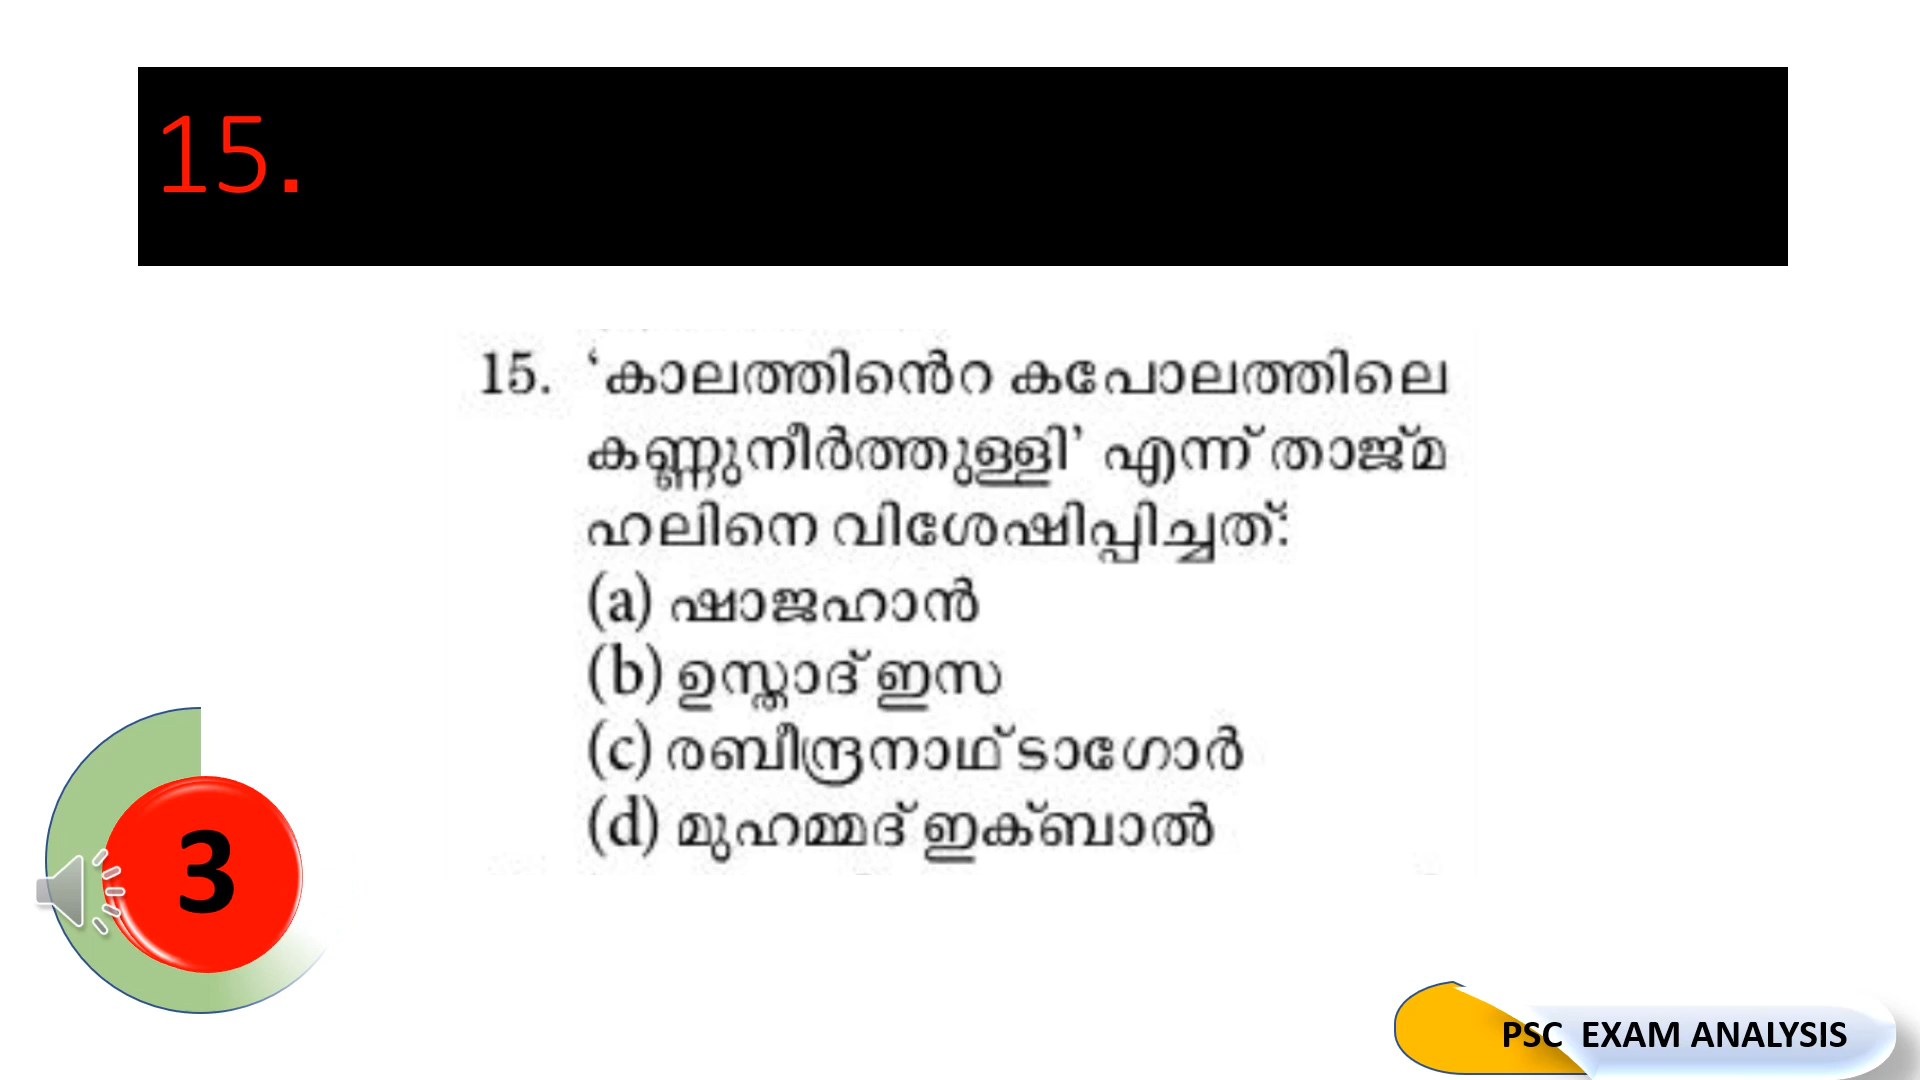 15.
15. ‘കാലത്തിൻെറ കപോലത്തിലെ
കണ്ണുനീർത്തുള്ളി’ എന്ന് താജ്മ
ഹലിനെ വിശേഷിപ്പിച്ചത്:
(a) ഷാജഹാൻ
(b) ഉസ്താദ് ഇസ
(c) രബീന്ദ്രനാഥ് ടാഗോർ
(d) മുഹമ്മദ് ഇക്ബാൽ
3
PSC EXAM ANALYSIS